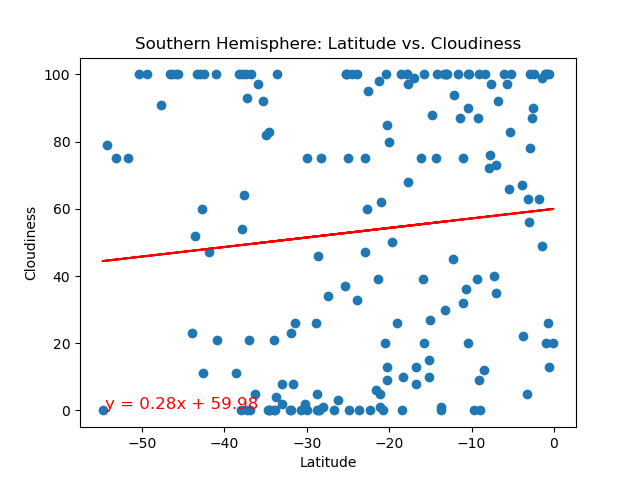 Southern Hemisphere: Latitude vs. Cloudiness
100
80
60
40
20
0
Cloudiness
y = 0.28x + 59.98
−50 −40 −30 −20 −10 0
Latitude